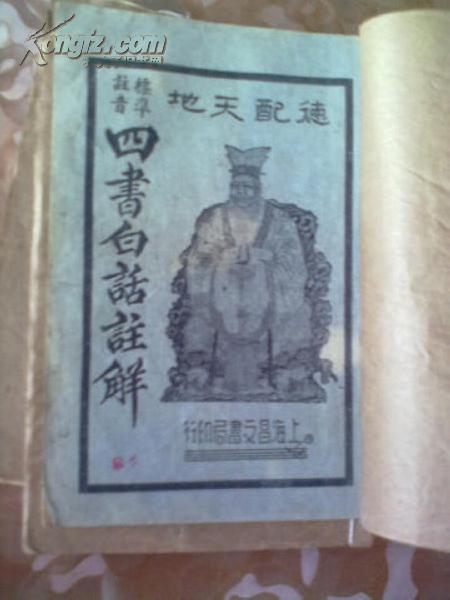 Kongfz.com
德配天地
標準
註音
四書白話註解
上海昌文書局印行